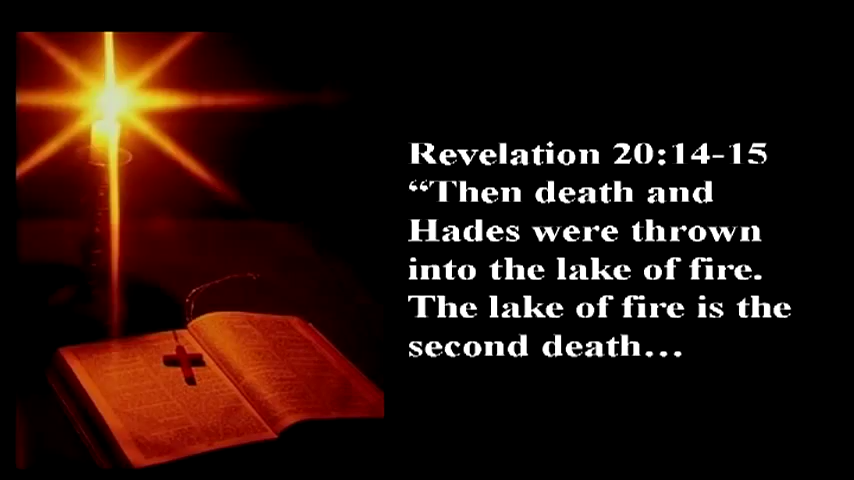 Revelation 20:14-15
“Then death and
Hades were thrown
into the lake of fire.
The lake of fire is the
second death…